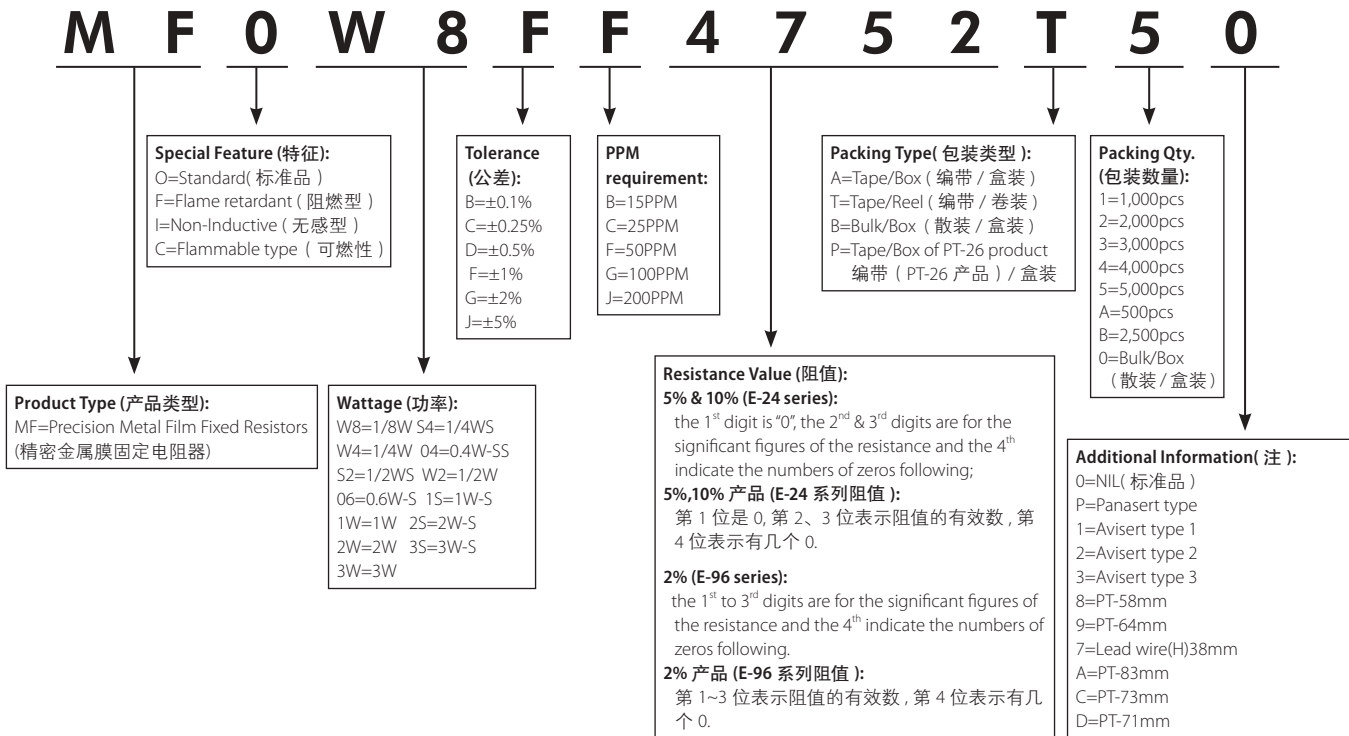 M F 0 W 8 F F 4 7 5 2 T 5 0
Special Feature (特征):
O=Standard( 标准品 )
F=Flame retardant ( 阻燃型 )
I=Non-Inductive ( 无感型 )
C=Flammable type ( 可燃性 )
Tolerance
(公差):
B=±0.1%
C=±0.25%
D=±0.5%
F=±1%
G=±2%
J=±5%
PPM
requirement:
B=15PPM
C=25PPM
F=50PPM
G=100PPM
J=200PPM
Packing Type( 包装类型 ):
A=Tape/Box ( 编带 / 盒装 )
T=Tape/Reel ( 编带 / 卷装 )
B=Bulk/Box ( 散装 / 盒装 )
P=Tape/Box of PT-26 product
编带 ( PT-26 产品 ) / 盒装
Packing Qty.
(包装数量):
1=1,000pcs
2=2,000pcs
3=3,000pcs
4=4,000pcs
5=5,000pcs
A=500pcs
B=2,500pcs
0=Bulk/Box
( 散装 / 盒装 )
Product Type (产品类型):
MF=Precision Metal Film Fixed Resistors
(精密金属膜固定电阻器)
Wattage (功率):
W8=1/8W S4=1/4WS
W4=1/4W 04=0.4W-SS
S2=1/2WS W2=1/2W
06=0.6W-S 1S=1W-S
1W=1W 2S=2W-S
2W=2W 3S=3W-S
3W=3W
Resistance Value (阻值):
5% & 10% (E-24 series):
the 1st digit is "0", the 2nd & 3rd digits are for the
significant figures of the resistance and the 4th
indicate the numbers of zeros following;
5%,10% 产品 (E-24 系列阻值 ):
第 1 位是 0, 第 2、3 位表示阻值的有效数 , 第
4 位表示有几个 0.
2% (E-96 series):
the 1st to 3rd digits are for the significant figures of
the resistance and the 4th indicate the numbers of
zeros following.
2% 产品 (E-96 系列阻值 ):
第 1~3 位表示阻值的有效数 , 第 4 位表示有几
个 0.
Additional Information( 注 ):
0=NIL( 标准品 )
P=Panasert type
1=Avisert type 1
2=Avisert type 2
3=Avisert type 3
8=PT-58mm
9=PT-64mm
7=Lead wire(H)38mm
A=PT-83mm
C=PT-73mm
D=PT-71mm